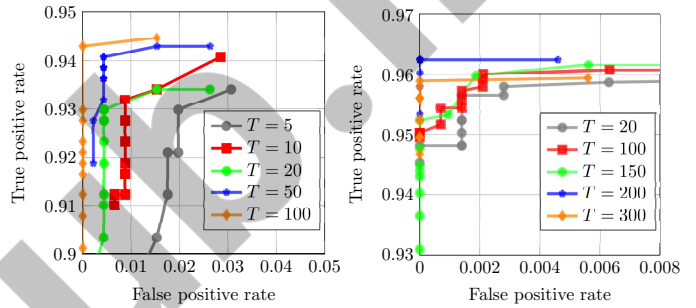 0.95
0.94
0.93
0.92
0.91
0.9
0 0.01 0.02 0.03 0.04 0.05
True positive rate
False positive rate
T = 5
T = 10
T = 20
T = 50
T = 100
0.97
0.96
0.95
0.94
0.93
0 0.002 0.004 0.006 0.008
True positive rate
False positive rate
T = 20
T = 100
T = 150
T = 200
T = 300